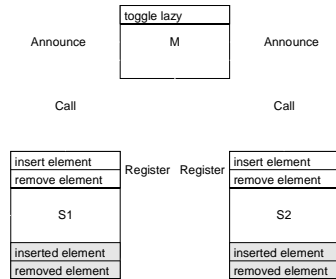 toggle lazy
Announce M Announce
Call Call
insert element Register Register insert element
remove element remove element
S1 S2
inserted element inserted element
removed element removed element